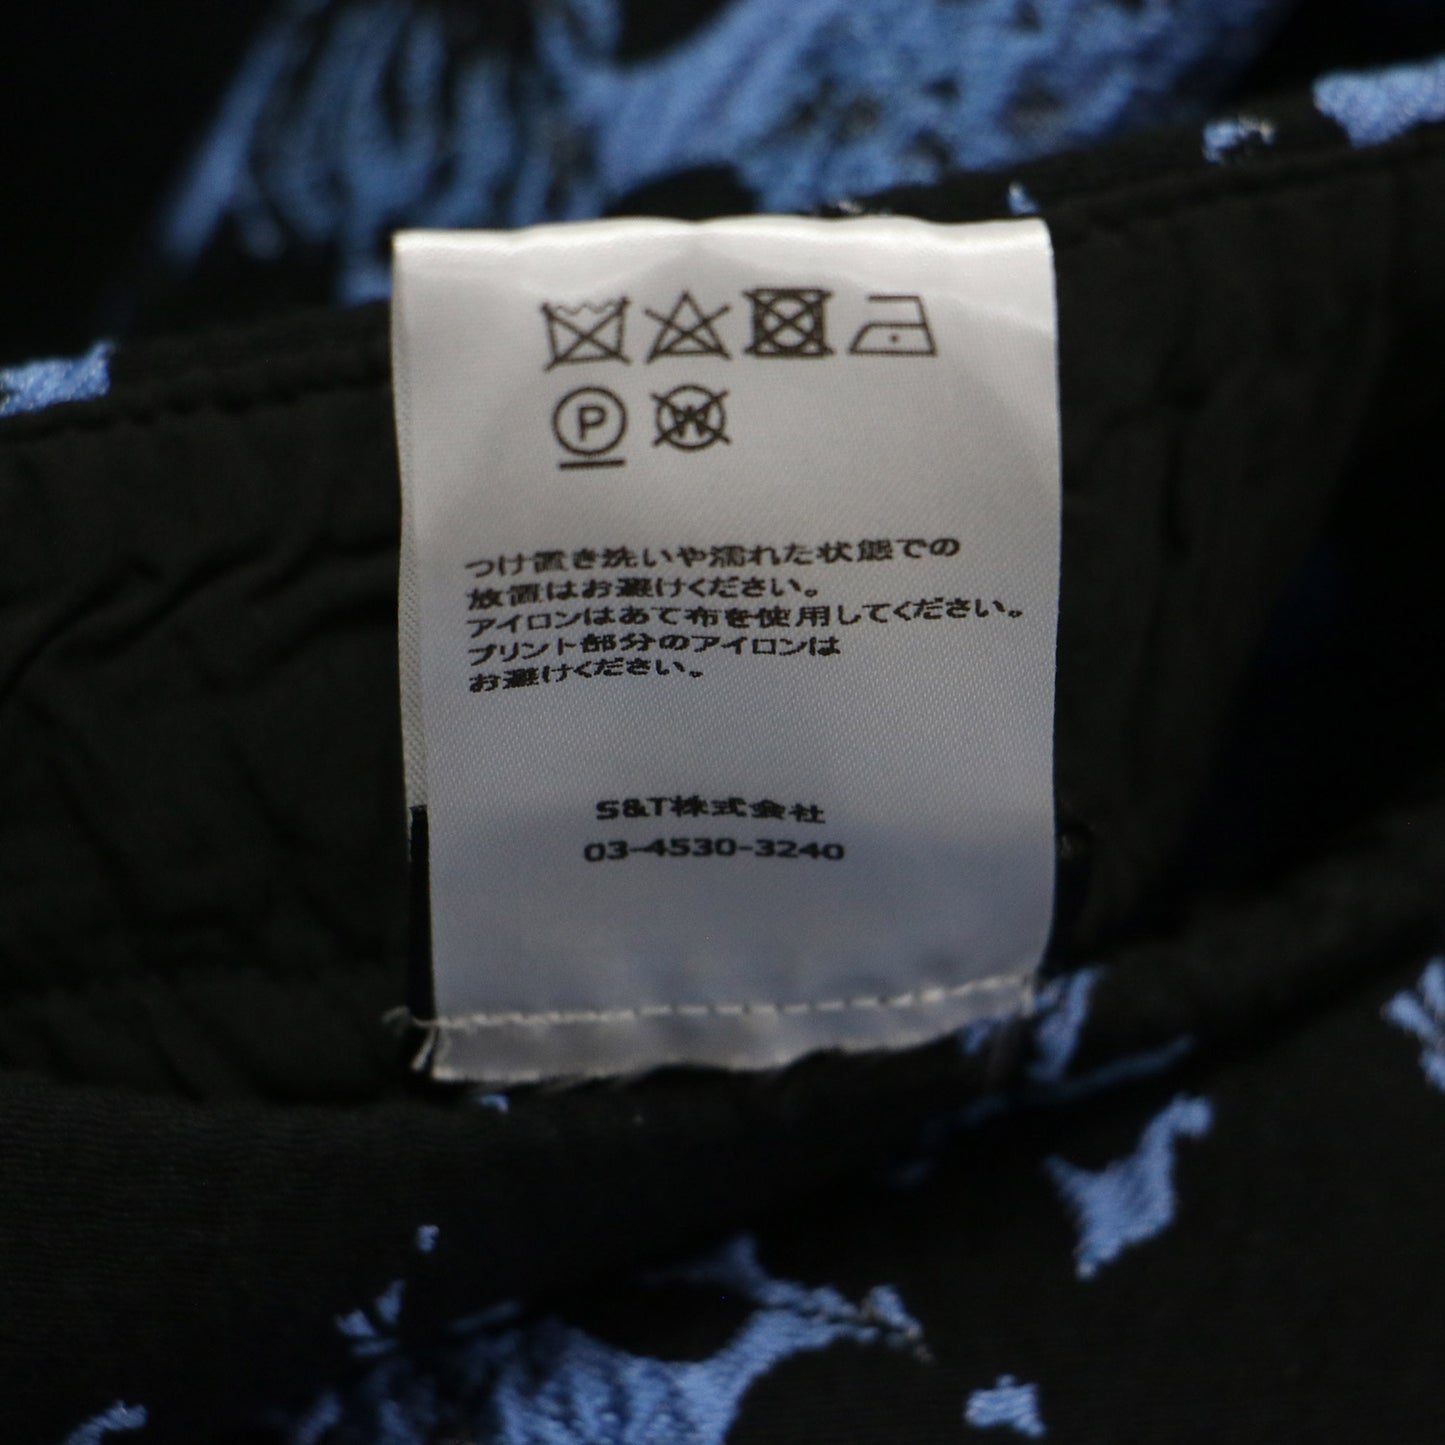 P W
つけ置き洗いや濡れた状態での
放置はお避けください。
アイロンはあて布を使用してください。
プリント部分のアイロンは
お避けください。
S&T株式会社
03-4530-3240